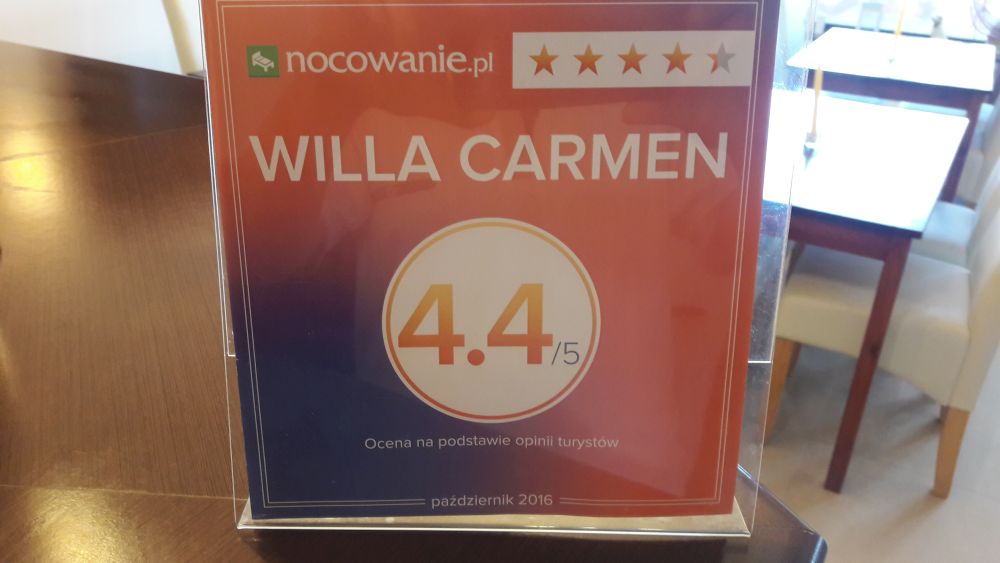 nocowanie.pl
WILLA CARMEN
4.4/5
Ocena na podstawie opinii turystów
październik 2016